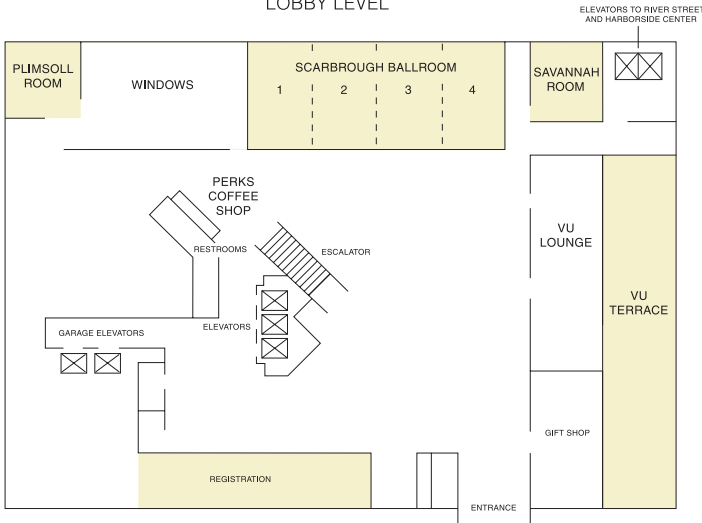 LOBBY LEVEL
ELEVATORS TO RIVER STREET
AND HARBORSIDE CENTER
PLIMSOLL
ROOM
WINDOWS
SCARBROUGH BALLROOM
1 2 3 4
SAVANNAH
ROOM
PERKS
COFFEE
SHOP
RESTROOMS
ESCALATOR
VU
LOUNGE
VU
TERRACE
GARAGE ELEVATORS
ELEVATORS
GIFT SHOP
REGISTRATION
ENTRANCE